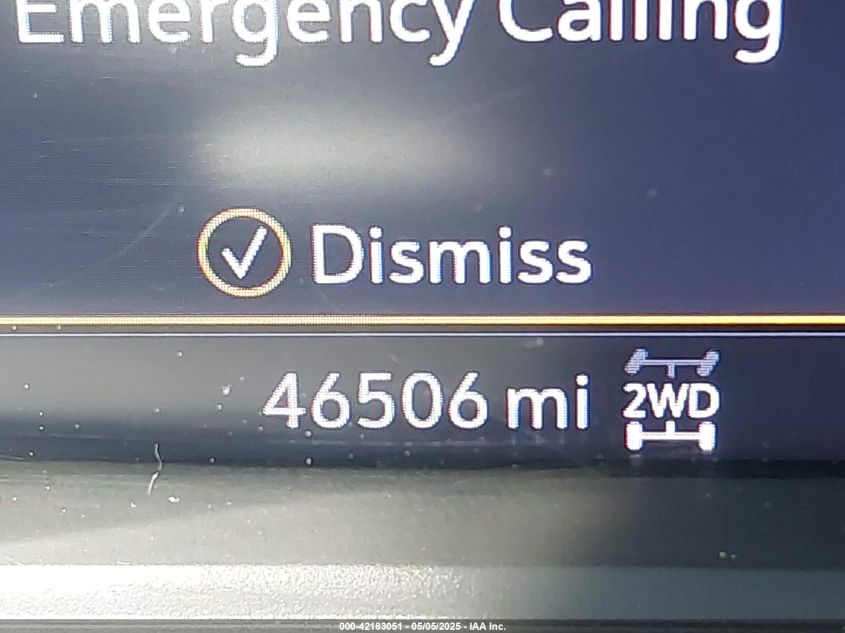 Emergency Calling
Dismiss
46506 mi 2WD
000-42183051 - 05/05/2025 - IAA Inc.